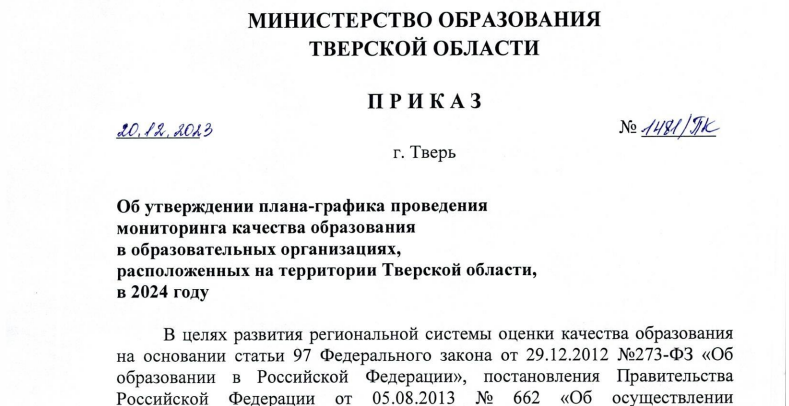 МИНИСТЕРСТВО ОБРАЗОВАНИЯ
ТВЕРСКОЙ ОБЛАСТИ
П Р И К А З
20.12.2023 № 1481/ПК
г. Тверь
Об утверждении плана-графика проведения
мониторинга качества образования
в образовательных организациях,
расположенных на территории Тверской области,
в 2024 году
В целях развития региональной системы оценки качества образования
на основании статьи 97 Федерального закона от 29.12.2012 №273-ФЗ «Об
образовании в Российской Федерации», постановления Правительства
Российской Федерации от 05.08.2013 № 662 «Об осуществлении